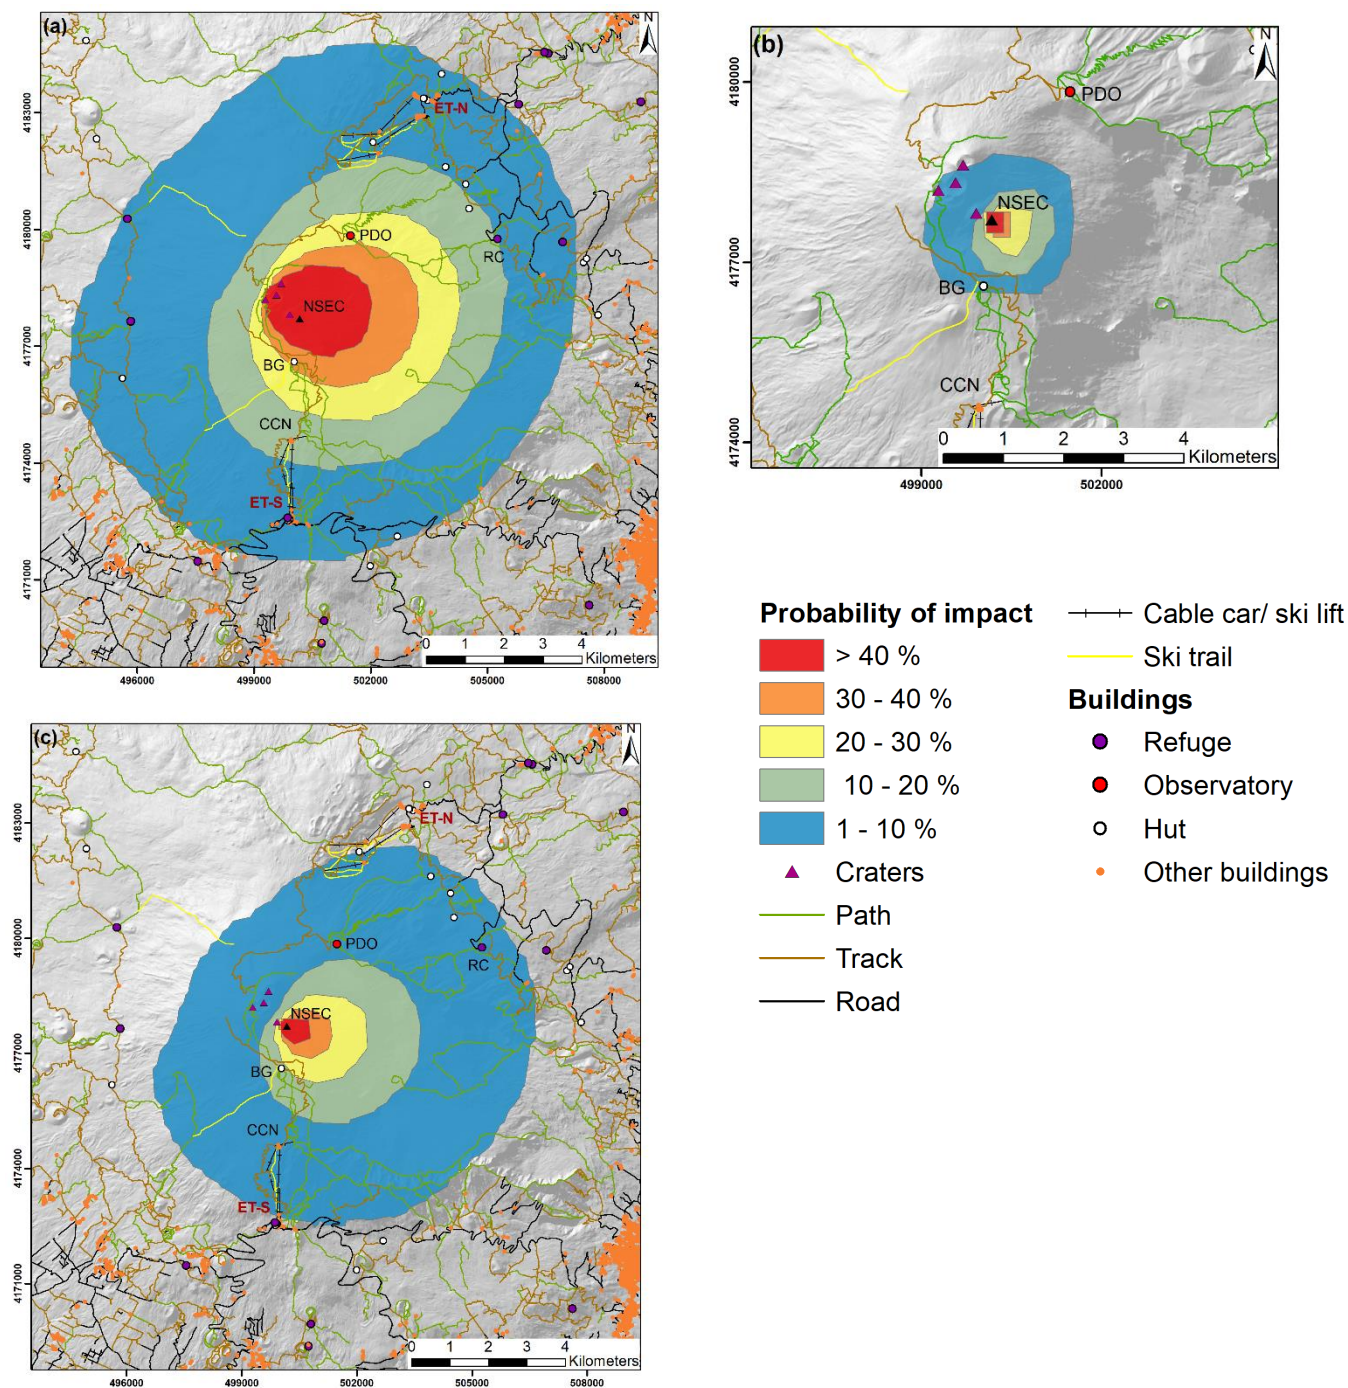 (a)
N
4183000
4180000
4177000
4174000
4171000
ET-N
PDO
RC
NSEC
BG
CCN
ET-S
0 1 2 3 4
Kilometers
496000 499000 502000 505000 508000
(b)
N
4180000
4177000
4174000
PDO
NSEC
BG
CCN
0 1 2 3 4
Kilometers
499000 502000
Probability of impact
> 40 %
30 - 40 %
20 - 30 %
10 - 20 %
1 - 10 %
Craters
Path
Track
Road
Cable car/ ski lift
Ski trail
Buildings
Refuge
Observatory
Hut
Other buildings
(c)
N
4183000
4180000
4177000
4174000
4171000
ET-N
PDO
RC
NSEC
BG
CCN
ET-S
0 1 2 3 4
Kilometers
496000 499000 502000 505000 508000